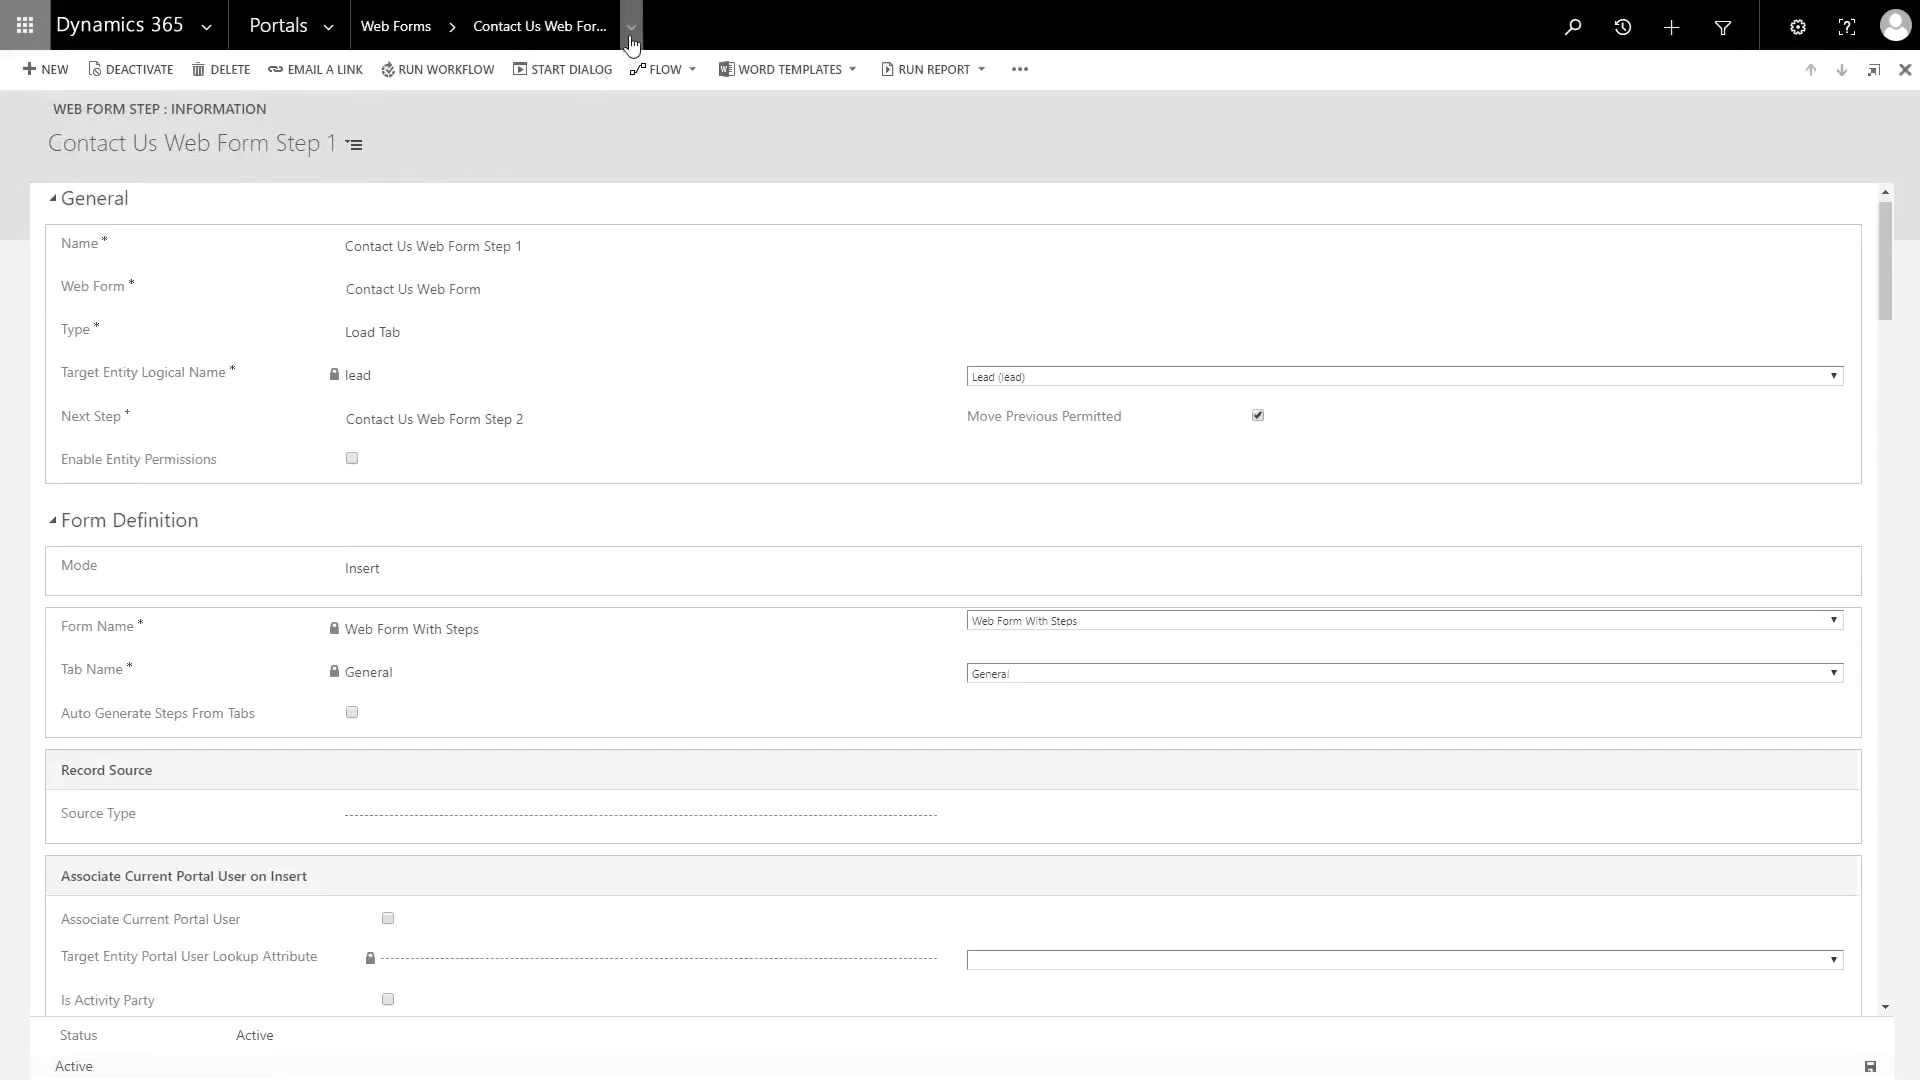 Dynamics 365 Portals Web Forms Contact Us Web For...
NEW DEACTIVATE DELETE EMAIL A LINK RUN WORKFLOW START DIALOG FLOW WORD TEMPLATES RUN REPORT •••
WEB FORM STEP : INFORMATION
Contact Us Web Form Step 1
General
Name * Contact Us Web Form Step 1
Web Form * Contact Us Web Form
Type * Load Tab
Target Entity Logical Name * lead Lead (lead)
Next Step + Contact Us Web Form Step 2 Move Previous Permitted
Enable Entity Permissions
Form Definition
Mode Insert
Form Name * Web Form With Steps Web Form With Steps
Tab Name * General General
Auto Generate Steps From Tabs
Record Source
Source Type
Associate Current Portal User on Insert
Associate Current Portal User
Target Entity Portal User Lookup Attribute
Is Activity Party
Status Active
Active